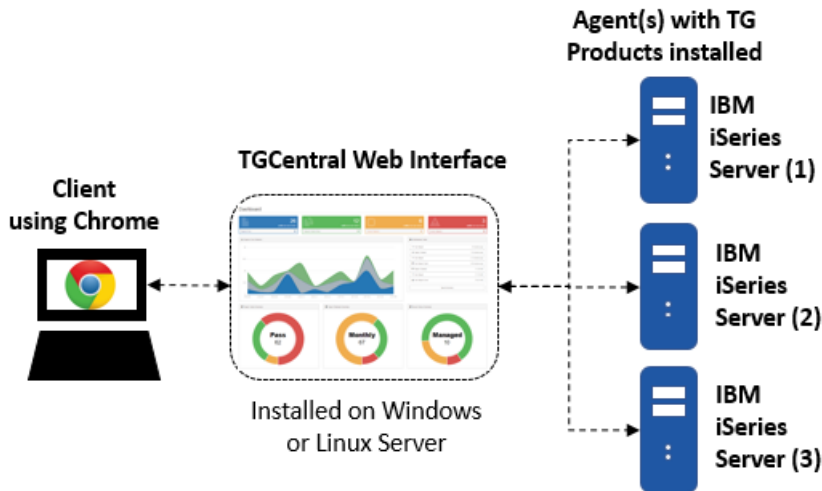 Agent(s) with TG
Products installed
IBM
iSeries
Server (1)
TGCentral Web Interface
Client
using Chrome
Dashboard
Pass
Monthly
Managed
IBM
iSeries
Server (2)
Installed on Windows
or Linux Server
IBM
iSeries
Server (3)